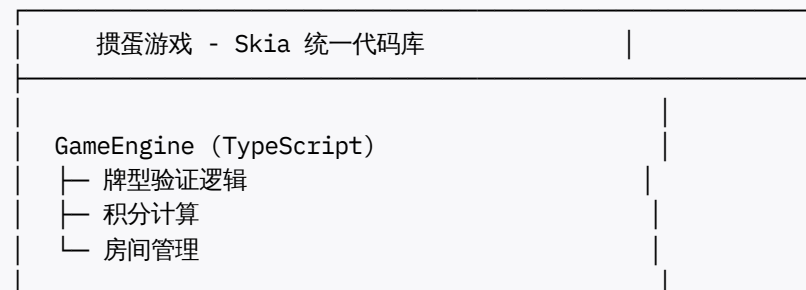 掼蛋游戏 - Skia 统一代码库
GameEngine (TypeScript)
├─ 牌型验证逻辑
├─ 积分计算
└─ 房间管理